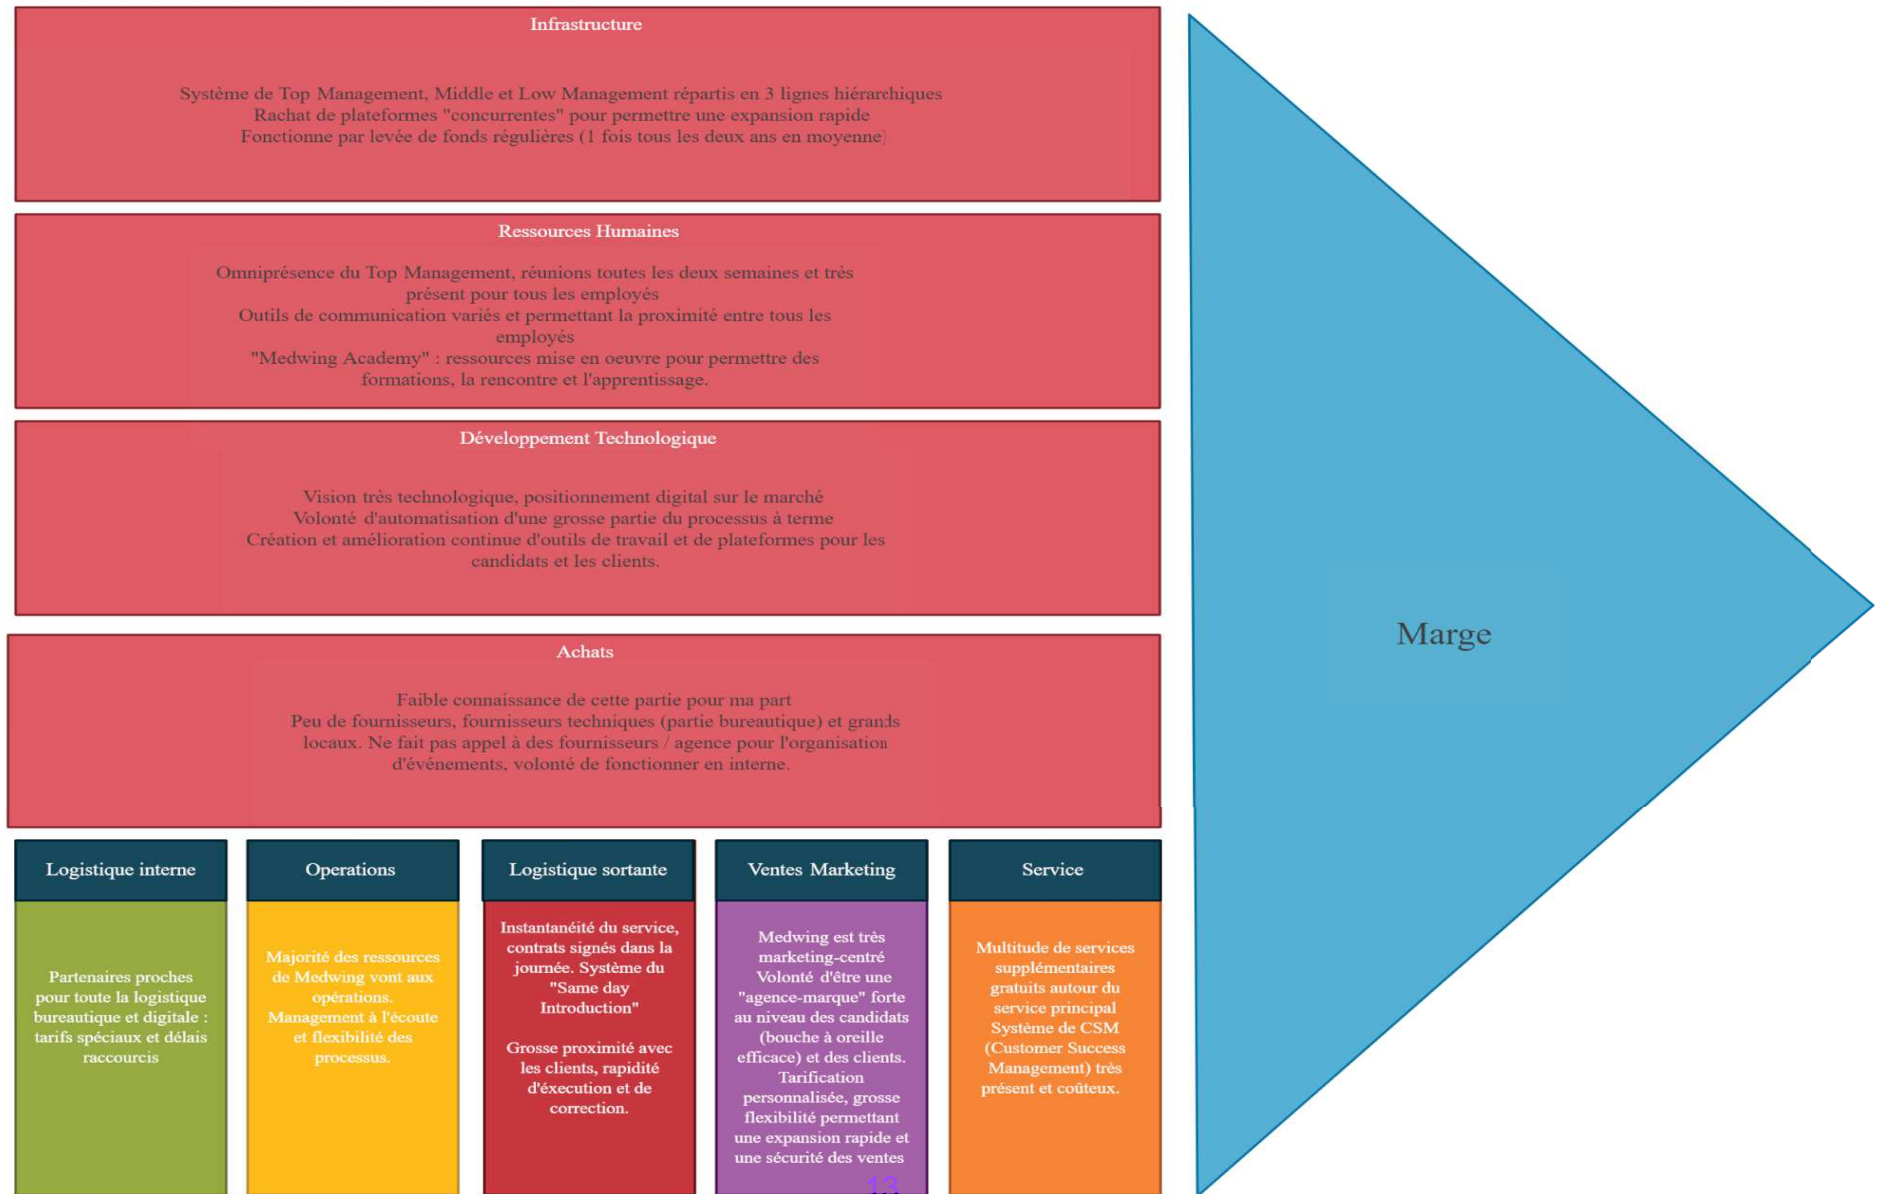 Infrastructure
Système de Top Management, Middle et Low Management répartis en 3 lignes hiérarchiques
Rachat de plateformes "concurrentes" pour permettre une expansion rapide
Fonctionne par levée de fonds régulières (1 fois tous les deux ans en moyenne)
Ressources Humaines
Omniprésence du Top Management, réunions toutes les deux semaines et très
présent pour tous les employés
Outils de communication variés et permettant la proximité entre tous les
employés
"Medwing Academy" : ressources mise en oeuvre pour permettre des
formations, la rencontre et l'apprentissage.
Développement Technologique
Vision très technologique, positionnement digital sur le marché
Volonté d'automatisation d'une grosse partie du processus à terme
Création et amélioration continue d'outils de travail et de plateformes pour les
candidats et les clients.
Achats
Faible connaissance de cette partie pour ma part
Peu de fournisseurs, fournisseurs techniques (partie bureautique) et grands
locaux. Ne fait pas appel à des fournisseurs / agence pour l'organisation
d'événements, volonté de fonctionner en interne.
Marge
Logistique interne
Partenaires proches
pour toute la logistique
bureautique et digitale :
tarifs spéciaux et délais
raccourcis
Operations
Majorité des ressources
de Medwing vont aux
opérations.
Management à l'écoute
et flexibilité des
processus.
Logistique sortante
Instantanéité du service,
contrats signés dans la
journée. Système du
"Same day
Introduction"
Grosse proximité avec
les clients, rapidité
d'éxecution et de
correction.
Ventes Marketing
Medwing est très
marketing-centré
Volonté d'être une
"agence-marque" forte
au niveau des candidats
(bouche à oreille
efficace) et des clients.
Tarification
personnalisée, grosse
flexibilité permettant
une expansion rapide et
une sécurité des ventes
Service
Multitude de services
supplémentaires
gratuits autour du
service principal
Système de CSM
(Customer Success
Management) très
présent et coûteux.
13